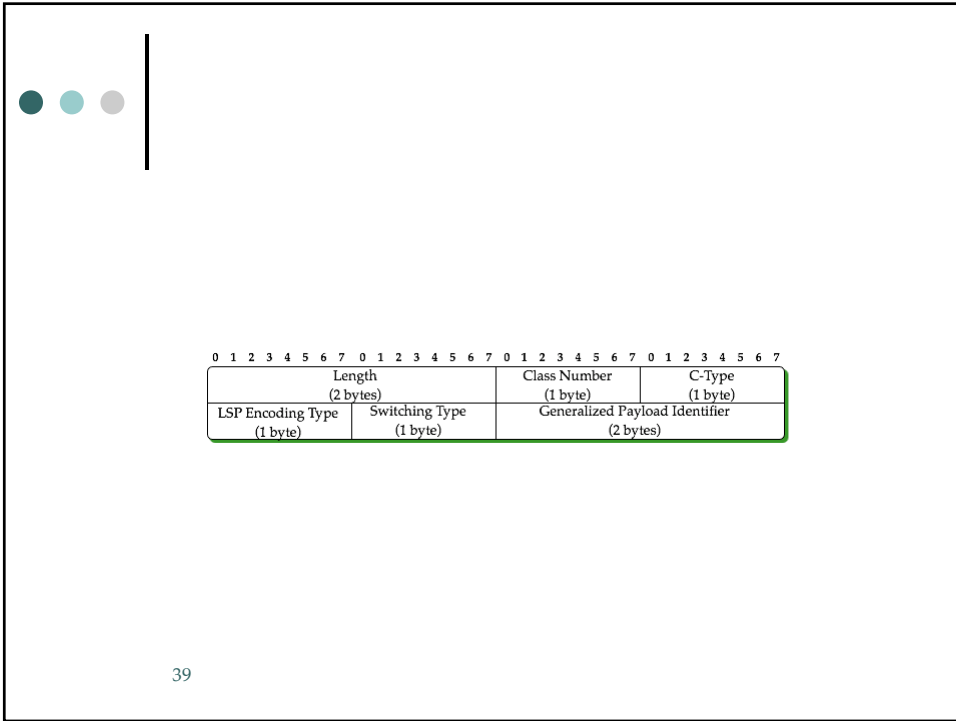 0 1 2 3 4 5 6 7 0 1 2 3 4 5 6 7 0 1 2 3 4 5 6 7 0 1 2 3 4 5 6 7
Length Class Number C-Type
(2 bytes) (1 byte) (1 byte)
LSP Encoding Type Switching Type Generalized Payload Identifier
(1 byte) (1 byte) (2 bytes)
39